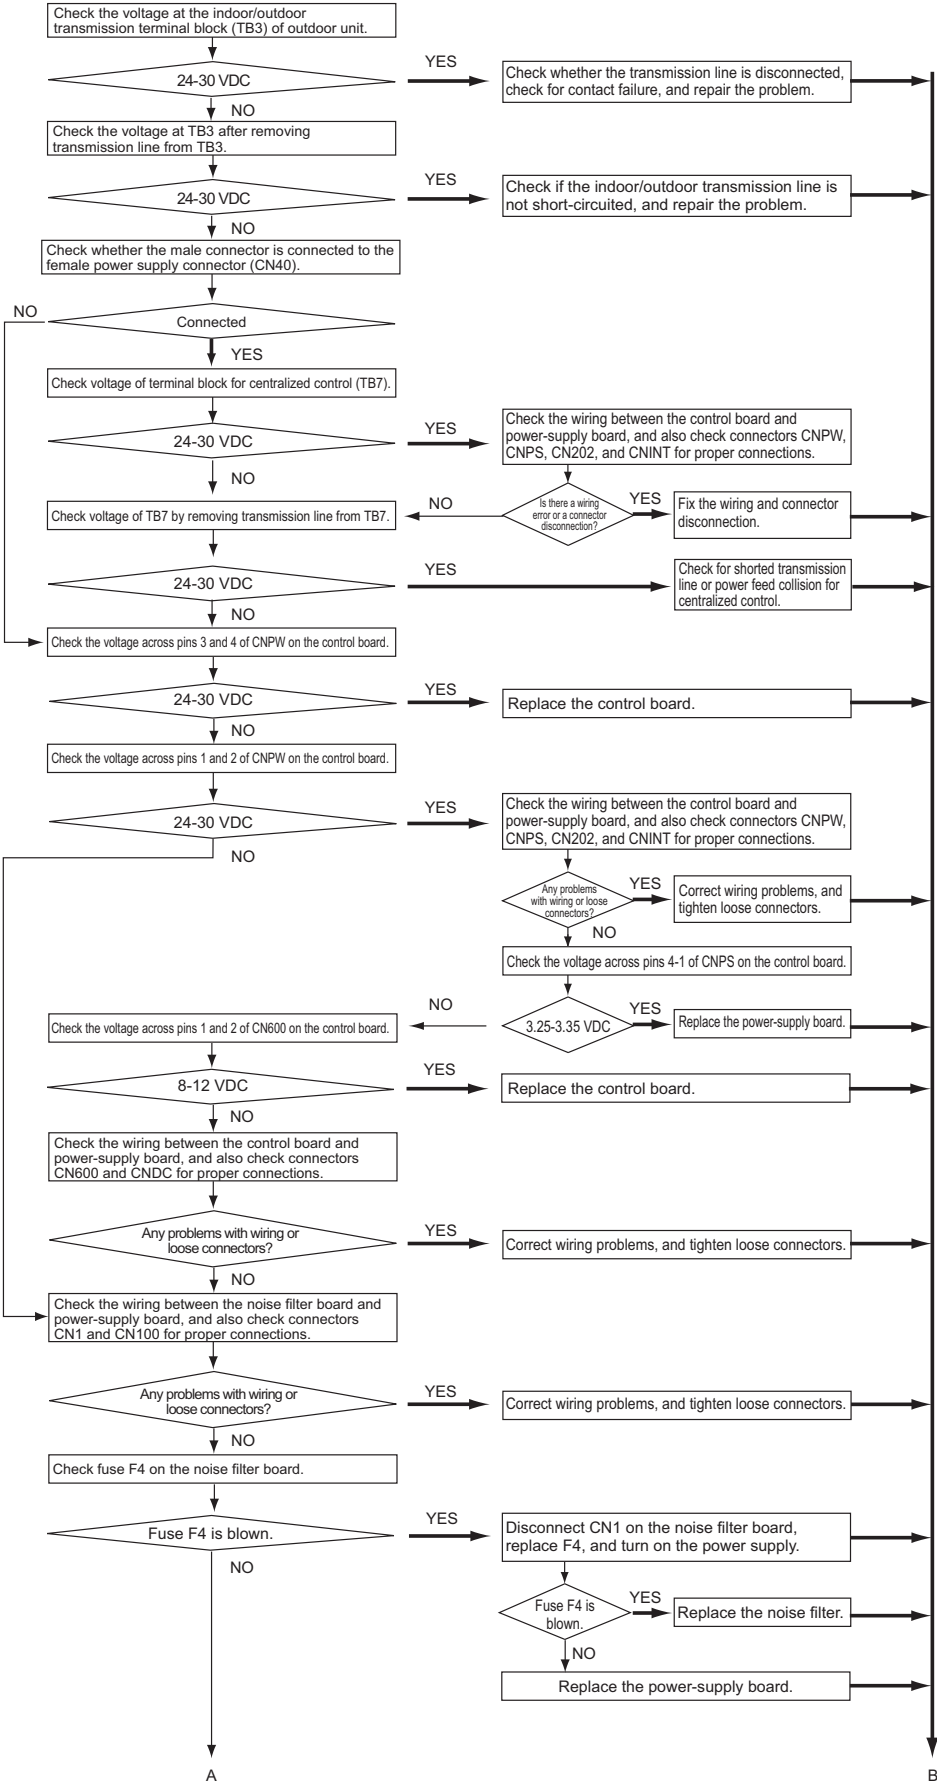 Check the voltage at the indoor/outdoor
transmission terminal block (TB3) of outdoor unit.
24-30 VDC
YES
Check whether the transmission line is disconnected,
check for contact failure, and repair the problem.
NO
Check the voltage at TB3 after removing
transmission line from TB3.
24-30 VDC
YES
Check if the indoor/outdoor transmission line is
not short-circuited, and repair the problem.
NO
Check whether the male connector is connected to the
female power supply connector (CN40).
NO
Connected
YES
Check voltage of terminal block for centralized control (TB7).
24-30 VDC
YES
Check the wiring between the control board and
power-supply board, and also check connectors CNPW,
CNPS, CN202, and CNINT for proper connections.
NO
Is there a wiring
error or a connector
disconnection?
YES
Fix the wiring and connector
disconnection.
NO
Check voltage of TB7 by removing transmission line from TB7.
24-30 VDC
YES
Check for shorted transmission
line or power feed collision for
centralized control.
NO
Check the voltage across pins 3 and 4 of CNPW on the control board.
24-30 VDC
YES
Replace the control board.
NO
Check the voltage across pins 1 and 2 of CNPW on the control board.
24-30 VDC
YES
Check the wiring between the control board and
power-supply board, and also check connectors CNPW,
CNPS, CN202, and CNINT for proper connections.
NO
Any problems
with wiring or loose
connectors?
YES
Correct wiring problems, and
tighten loose connectors.
NO
Check the voltage across pins 4-1 of CNPS on the control board.
3.25-3.35 VDC
YES
Replace the power-supply board.
NO
Check the voltage across pins 1 and 2 of CN600 on the control board.
8-12 VDC
YES
Replace the control board.
NO
Check the wiring between the control board and
power-supply board, and also check connectors
CN600 and CNDC for proper connections.
Any problems with wiring or
loose connectors?
YES
Correct wiring problems, and tighten loose connectors.
NO
Check the wiring between the noise filter board and
power-supply board, and also check connectors
CN1 and CN100 for proper connections.
Any problems with wiring or
loose connectors?
YES
Correct wiring problems, and tighten loose connectors.
NO
Check fuse F4 on the noise filter board.
Fuse F4 is blown.
YES
Disconnect CN1 on the noise filter board,
replace F4, and turn on the power supply.
NO
Fuse F4 is
blown.
YES
Replace the noise filter.
NO
Replace the power-supply board.
A
B